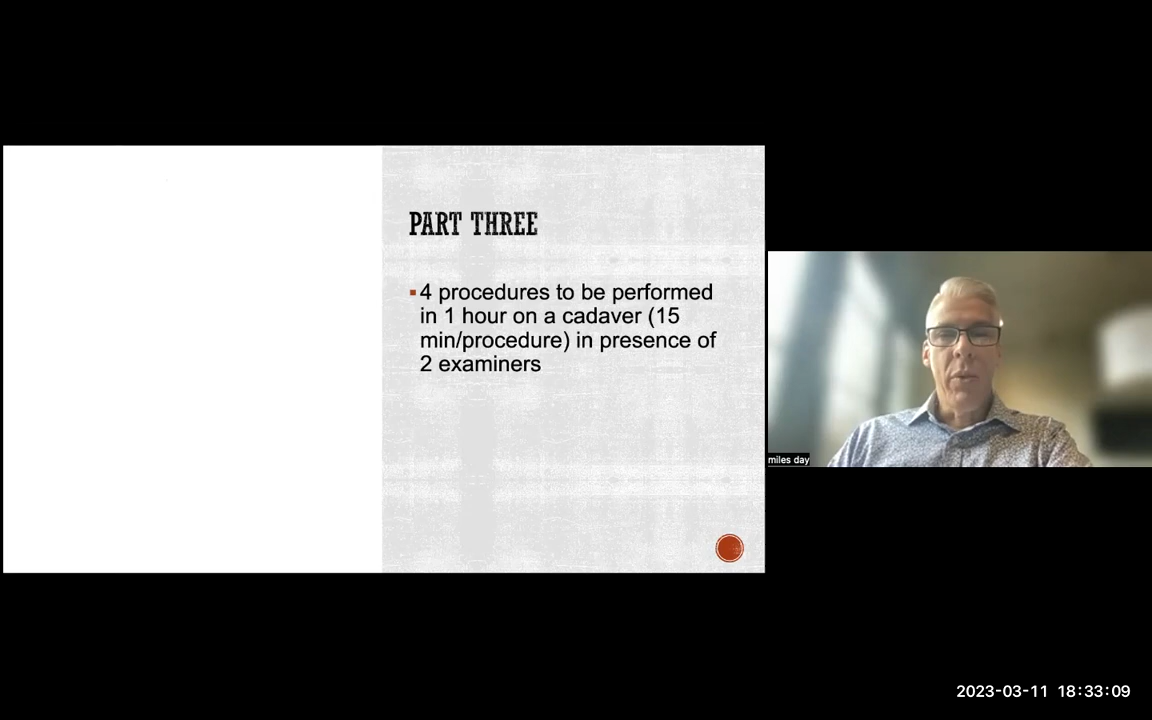 PART THREE
▪4 procedures to be performed
in 1 hour on a cadaver (15
min/procedure) in presence of
2 examiners
miles day
2023-03-11 18:33:09